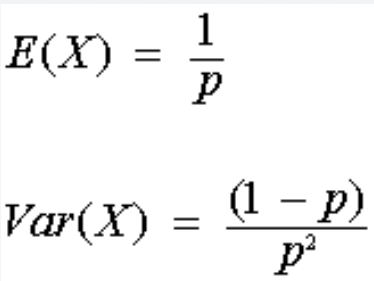 E(X) = 1/p
Var(X) = (1 − p)/p²